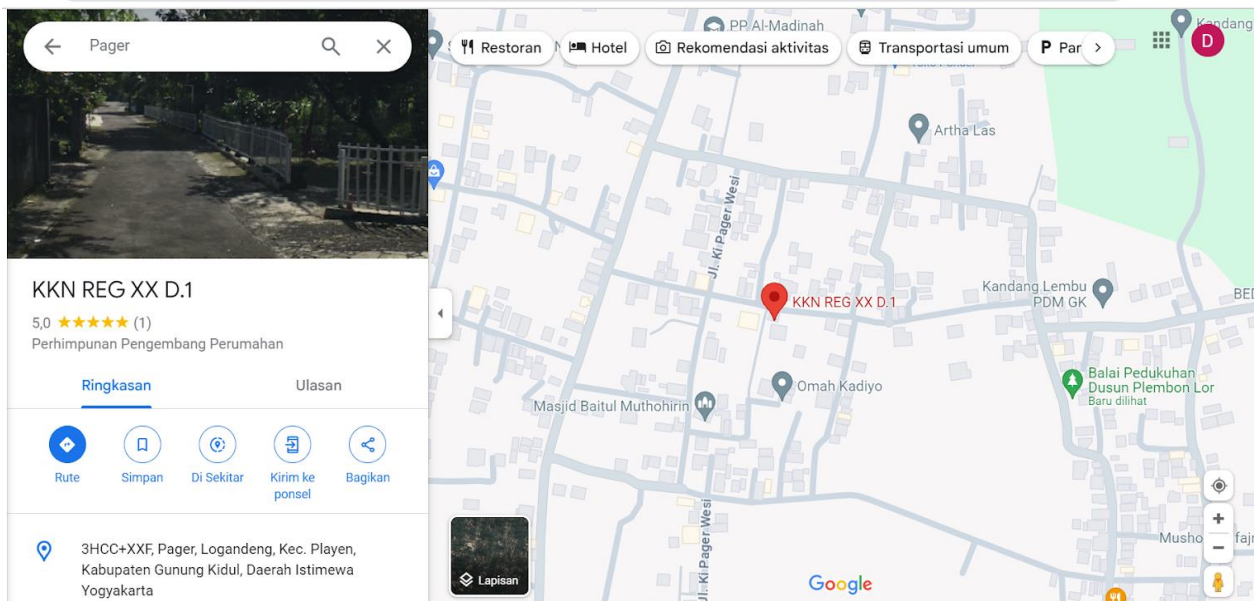 Pager
KKN REG XX D.1
5,0 ★★★★★ (1)
Perhimpunan Pengembang Perumahan
Ringkasan
Ulasan
Rute
Simpan
Di Sekitar
Kirim ke
ponsel
Bagikan
3HCC+XXF, Pager, Logandeng, Kec. Playen,
Kabupaten Gunung Kidul, Daerah Istimewa
Yogyakarta
PP. Al-Madinah
Kandang
Restoran
Hotel
Rekomendasi aktivitas
Transportasi umum
P Par
D
Artha Las
Jl. Ki Pager Wesi
KKN REG XX D.1
Kandang Lembu
PDM GK
BED
Omah Kadiyo
Masjid Baitul Muthohirin
Balai Pedukuhan
Dusun Plembon Lor
Baru dilihat
Jl. Ki Pager Wesi
Lapisan
Google